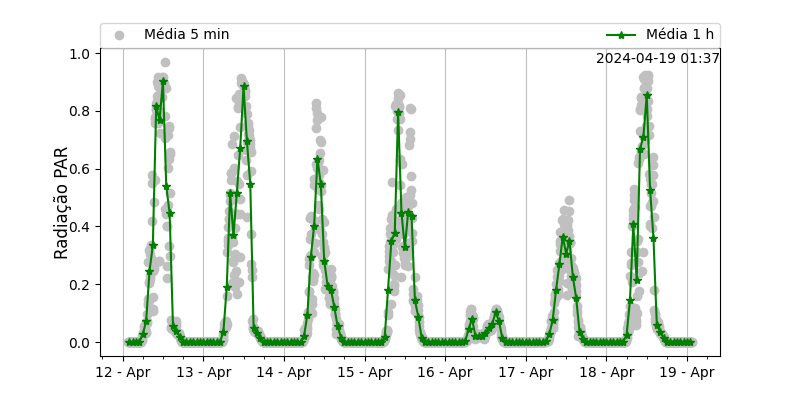 Média 5 min
Média 1 h
2024-04-19 01:37
Radiação PAR
1.0
0.8
0.6
0.4
0.2
0.0
12 - Apr
13 - Apr
14 - Apr
15 - Apr
16 - Apr
17 - Apr
18 - Apr
19 - Apr